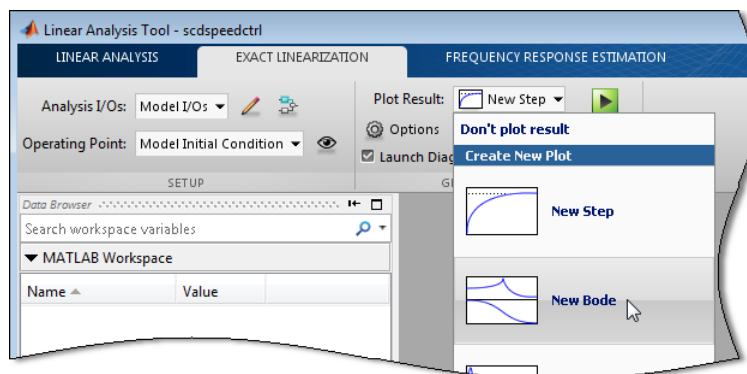 Linear Analysis Tool - scdspeedctrl
LINEAR ANALYSIS EXACT LINEARIZATION FREQUENCY RESPONSE ESTIMATION
Analysis I/Os: Model I/Os
Operating Point: Model Initial Condition
SETUP
Plot Result: New Step
Options
Launch Diag
Don't plot result
Create New Plot
New Step
New Bode
Data Browser
Search workspace variables
MATLAB Workspace
Name Value